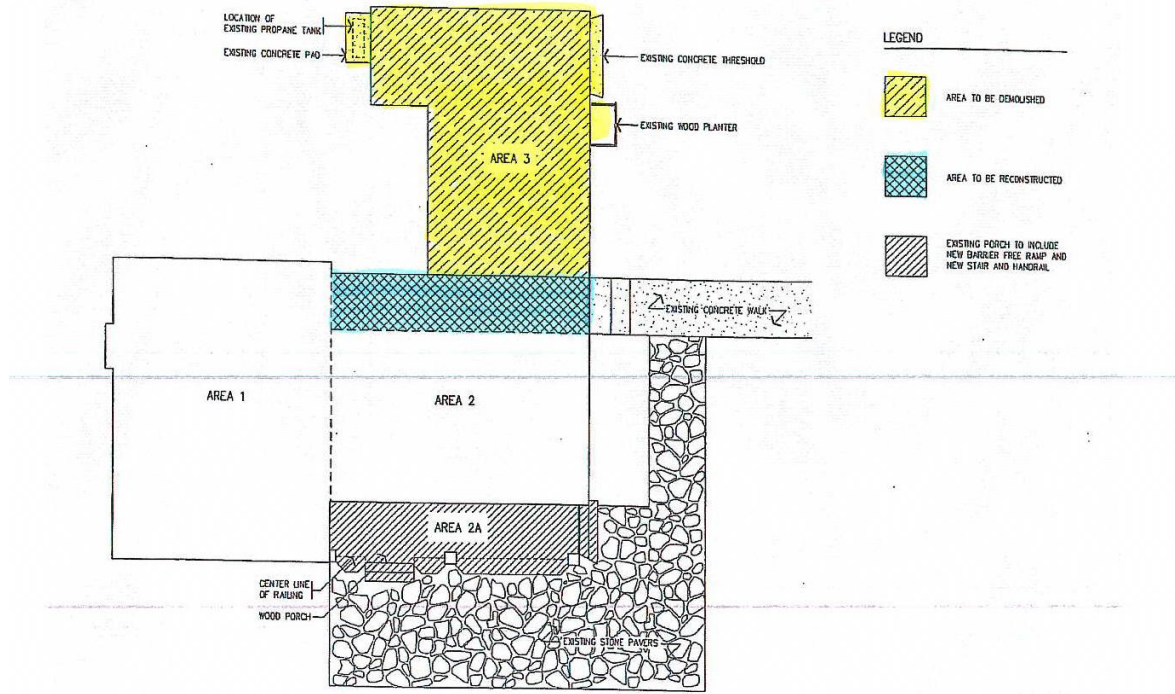 LOCATION OF
EXISTING PROPANE TANK
EXISTING CONCRETE PAD
EXISTING CONCRETE THRESHOLD
EXISTING WOOD PLANTER
AREA 3
LEGEND
AREA TO BE DEMOLISHED
AREA TO BE RECONSTRUCTED
EXISTING PORCH TO INCLUDE
NEW BARRIER FREE RAMP AND
NEW STAIR AND HANDRAIL
EXISTING CONCRETE WALK
AREA 1
AREA 2
AREA 2A
CENTER LINE
OF RAILING
WOOD PORCH
EXISTING STONE PAVERS